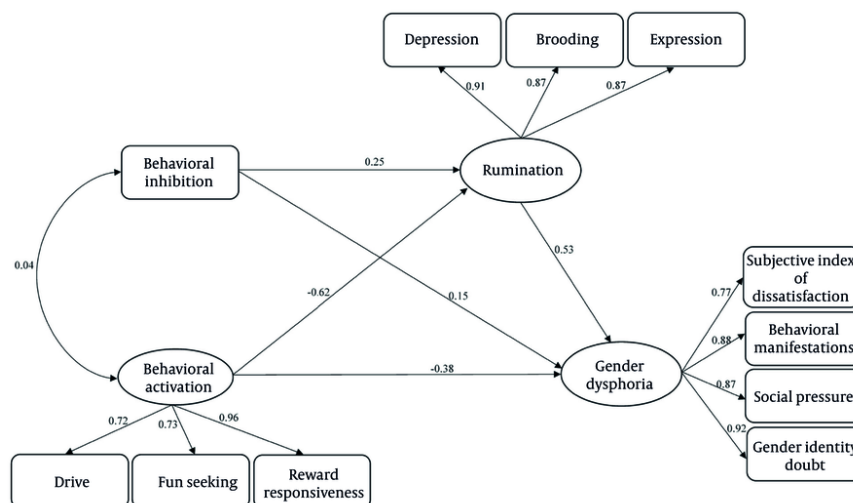 Depression
Brooding
Expression
0.91
0.87
0.87
Behavioral
inhibition
0.25
Rumination
0.04
0.53
-0.62
0.15
Subjective index
of
dissatisfaction
0.77
Behavioral
manifestations
0.88
Behavioral
activation
-0.38
Gender
dysphoria
0.87
Social pressure
0.72
0.73
0.96
0.92
Gender identity
doubt
Drive
Fun seeking
Reward
responsiveness